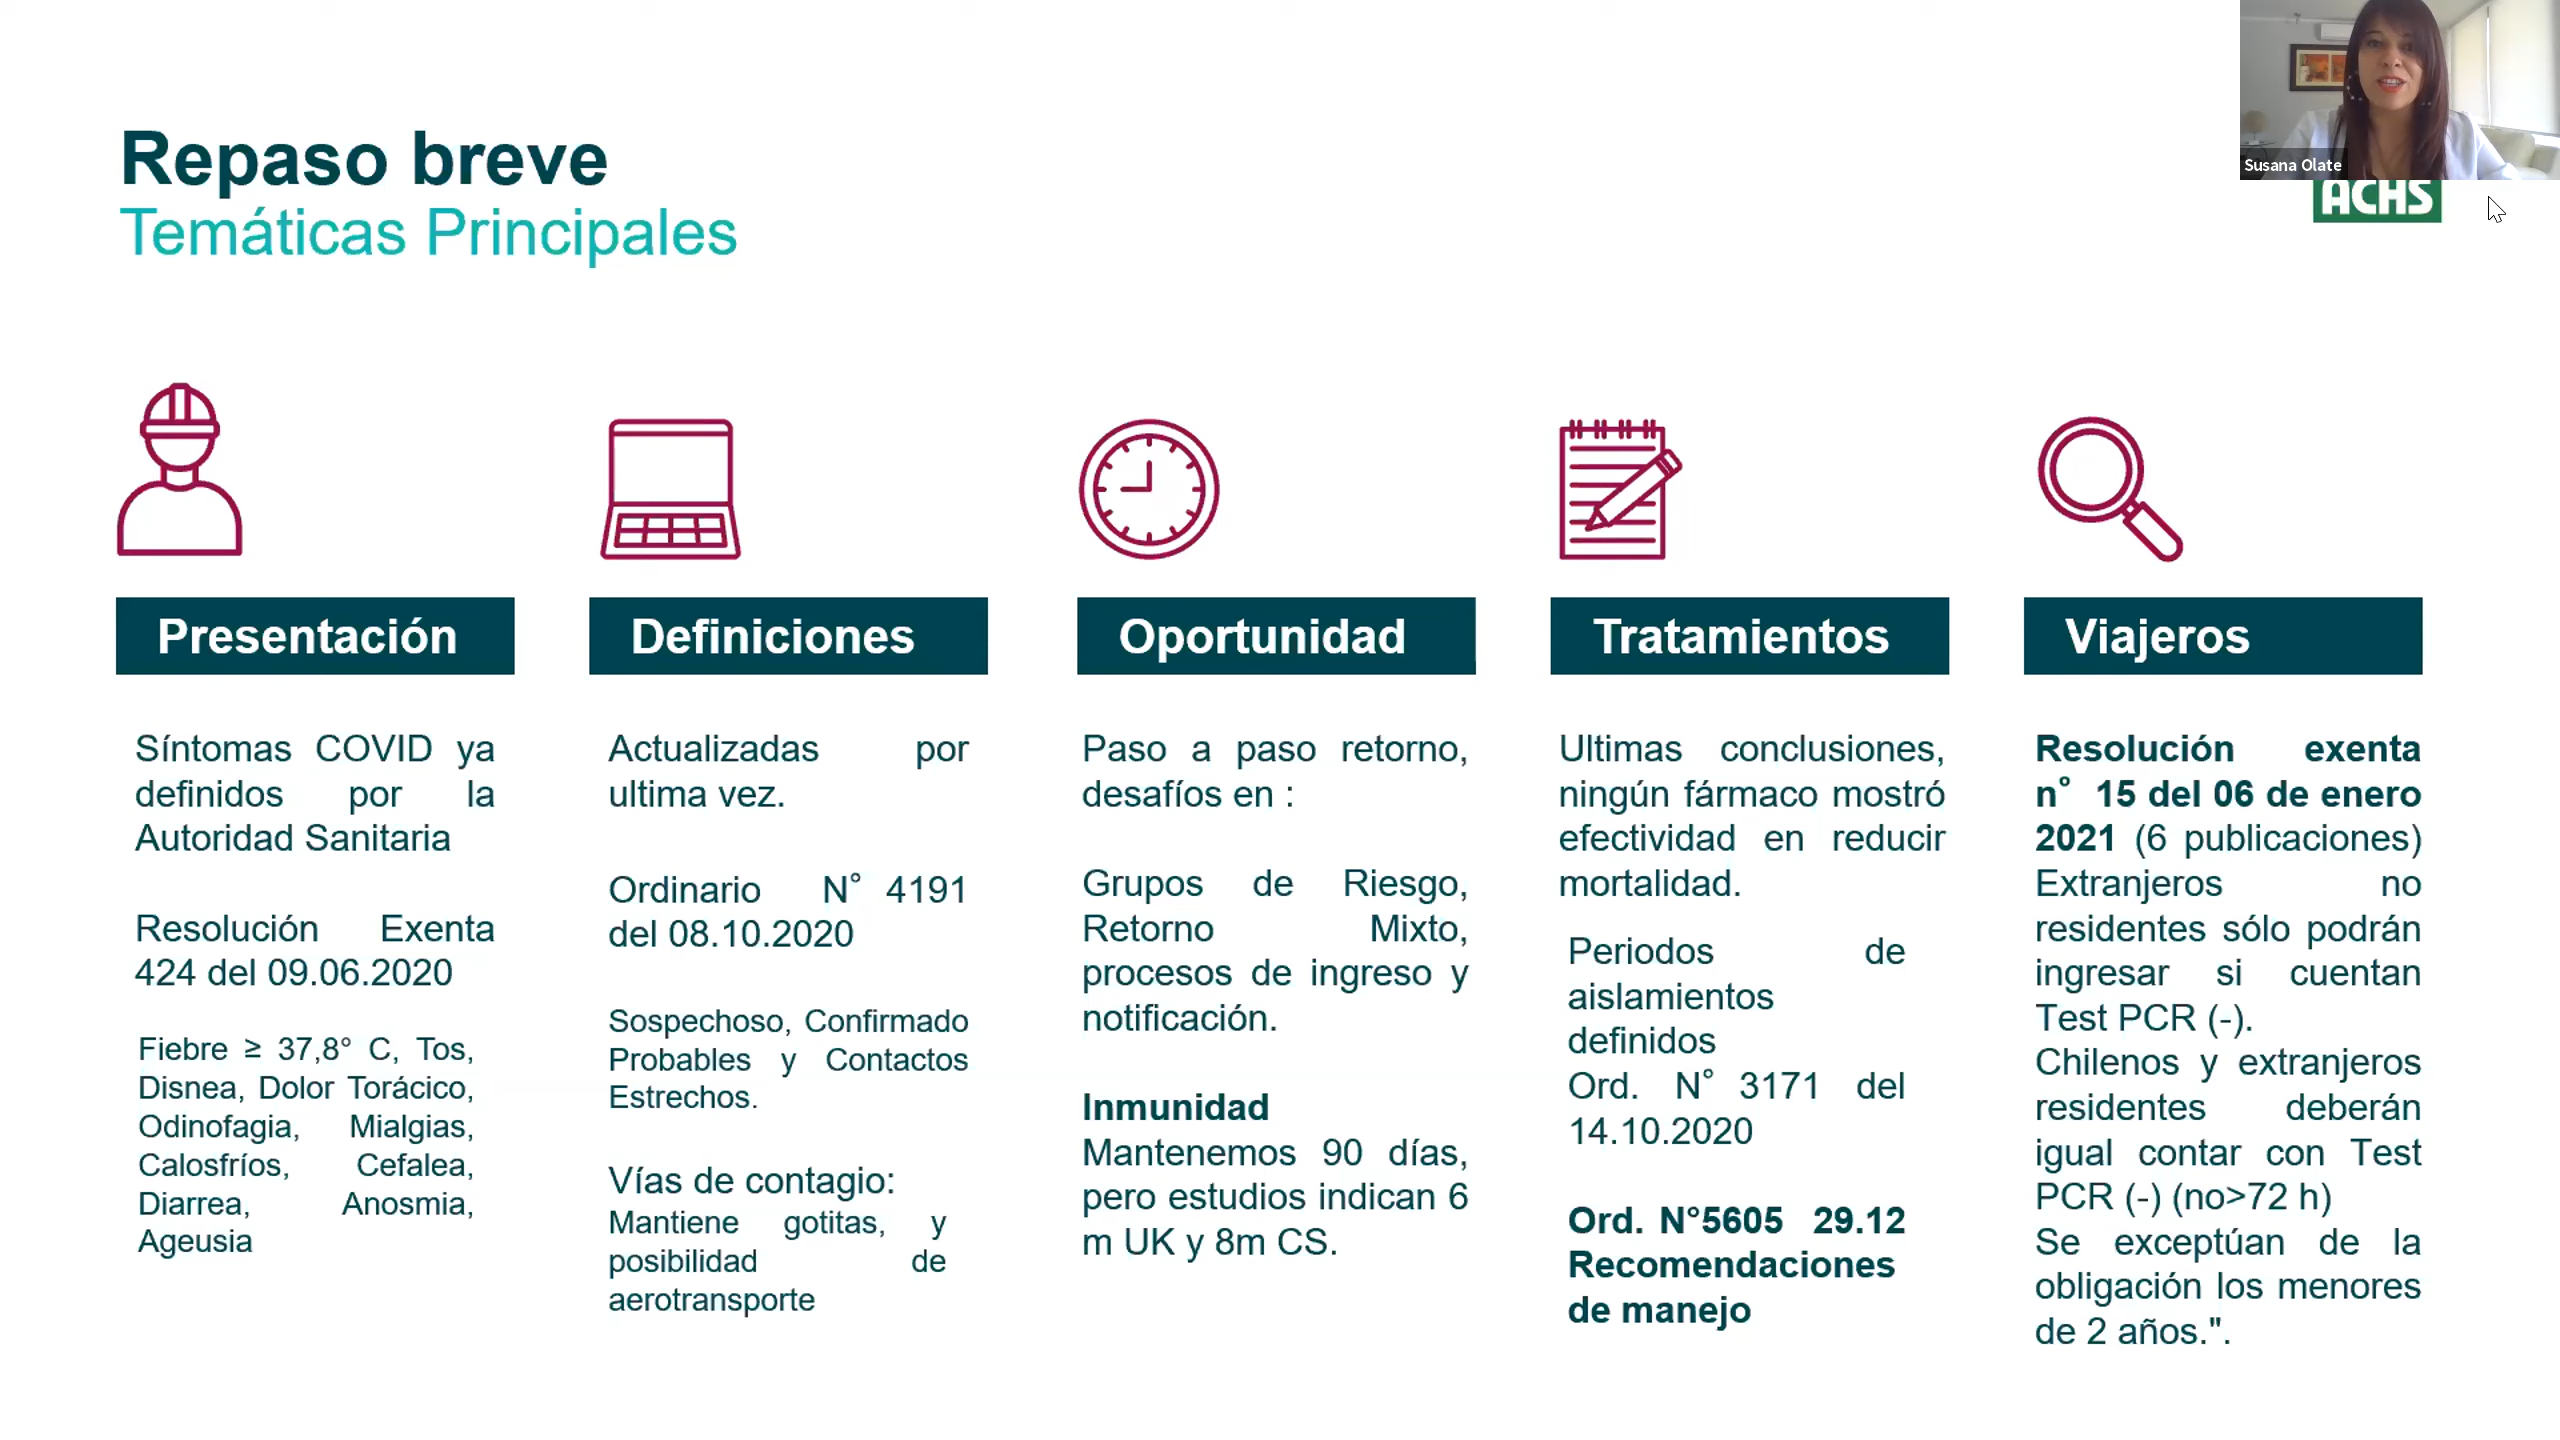 Susana Olate
ACHS
Repaso breve
Temáticas Principales
Presentación
Síntomas COVID ya
definidos por la
Autoridad Sanitaria
Resolución Exenta
424 del 09.06.2020
Fiebre ≥ 37,8° C, Tos,
Disnea, Dolor Torácico,
Odinofagia, Mialgias,
Calosfríos, Cefalea,
Diarrea, Anosmia,
Ageusia
Definiciones
Actualizadas por
ultima vez.
Ordinario N° 4191
del 08.10.2020
Sospechoso, Confirmado
Probables y Contactos
Estrechos.
Vías de contagio:
Mantiene gotitas, y
posibilidad de
aerotransporte
Oportunidad
Paso a paso retorno,
desafíos en :
Grupos de Riesgo,
Retorno Mixto,
procesos de ingreso y
notificación.
Inmunidad
Mantenemos 90 días,
pero estudios indican 6
m UK y 8m CS.
Tratamientos
Ultimas conclusiones,
ningún fármaco mostró
efectividad en reducir
mortalidad.
Periodos de
aislamientos
definidos
Ord. N° 3171 del
14.10.2020
Ord. N°5605 29.12
Recomendaciones
de manejo
Viajeros
Resolución exenta
n° 15 del 06 de enero
2021 (6 publicaciones)
Extranjeros no
residentes sólo podrán
ingresar si cuentan
Test PCR (-).
Chilenos y extranjeros
residentes deberán
igual contar con Test
PCR (-) (no>72 h)
Se exceptúan de la
obligación los menores
de 2 años.".